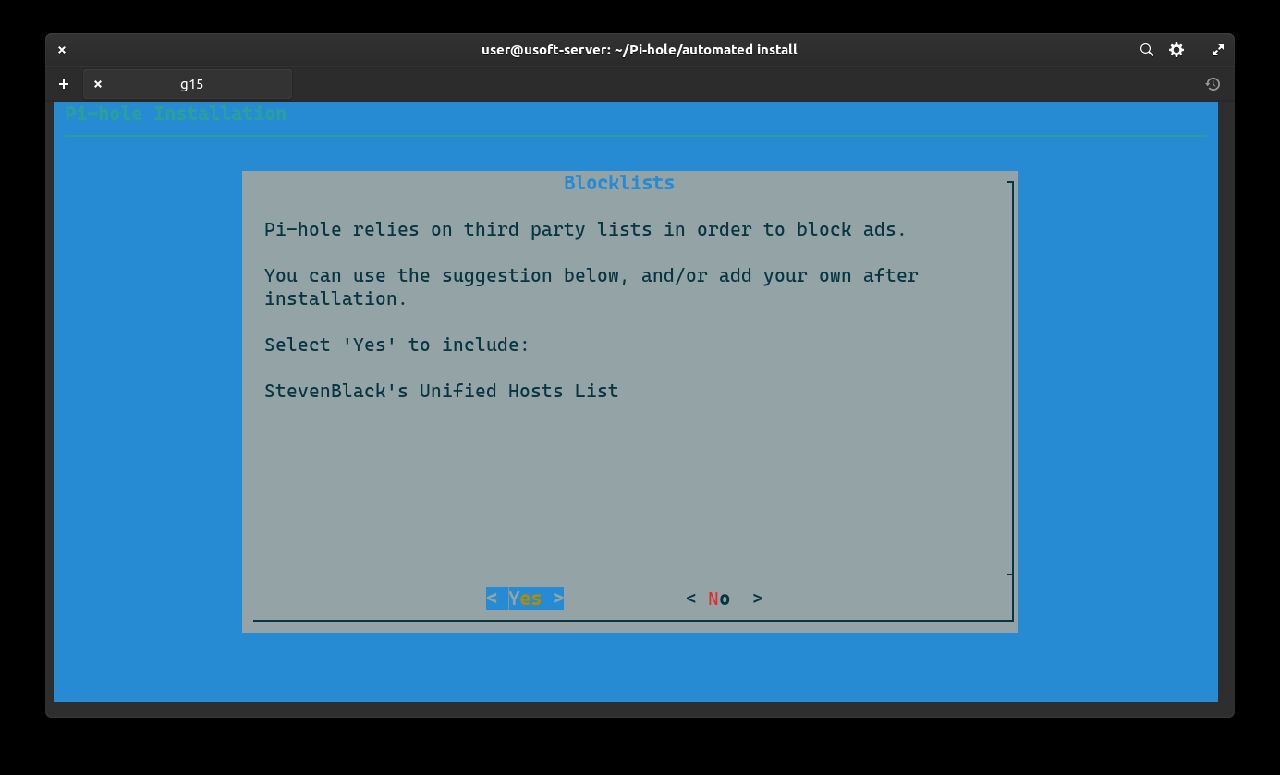 user@usoft-server: ~/Pi-hole/automated install
g15
Pi-hole Installation
Blocklists
Pi-hole relies on third party lists in order to block ads.
You can use the suggestion below, and/or add your own after
installation.
Select 'Yes' to include:
StevenBlack's Unified Hosts List
< Yes > < No >